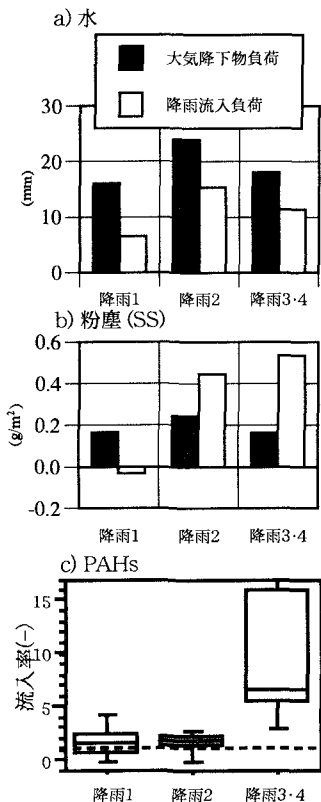 a) 水
大気降下物負荷
降雨流入負荷
30
20
10
0
(mm)
降雨1 降雨2 降雨3·4
b) 粉塵 (SS)
0.6
0.4
0.2
0.0
-0.2
(g/m²)
降雨1 降雨2 降雨3·4
c) PAHs
15
10
5
0
流入率(-)
降雨1 降雨2 降雨3·4